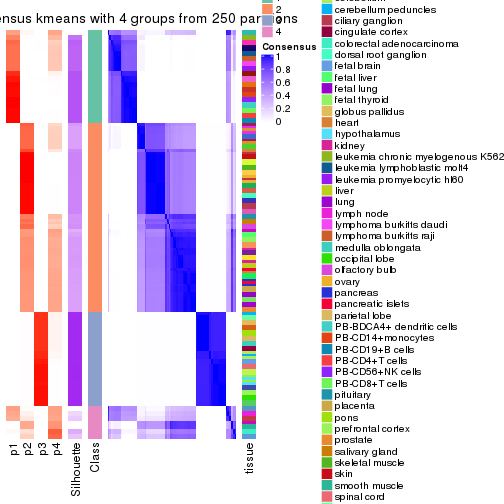 ensus kmeans with 4 groups from 250 partitions
2
4
Consensus
1
0.8
0.6
0.4
0.2
0
cerebellum
cerebellum peduncles
ciliary ganglion
cingulate cortex
colorectal adenocarcinoma
dorsal root ganglion
fetal brain
fetal liver
fetal lung
fetal thyroid
globus pallidus
heart
hypothalamus
kidney
leukemia chronic myelogenous K562
leukemia lymphoblastic molt4
leukemia promyelocytic hl60
liver
lung
lymph node
lymphoma burkitts daudi
lymphoma burkitts raji
medulla oblongata
occipital lobe
olfactory bulb
ovary
pancreas
pancreatic islets
parietal lobe
PB-BDCA4+ dendritic cells
PB-CD14+monocytes
PB-CD19+B cells
PB-CD4+T cells
PB-CD56+NK cells
PB-CD8+T cells
pituitary
placenta
pons
prefrontal cortex
prostate
salivary gland
skeletal muscle
skin
smooth muscle
spinal cord
p1
p2
p3
p4
Silhouette
Class
tissue